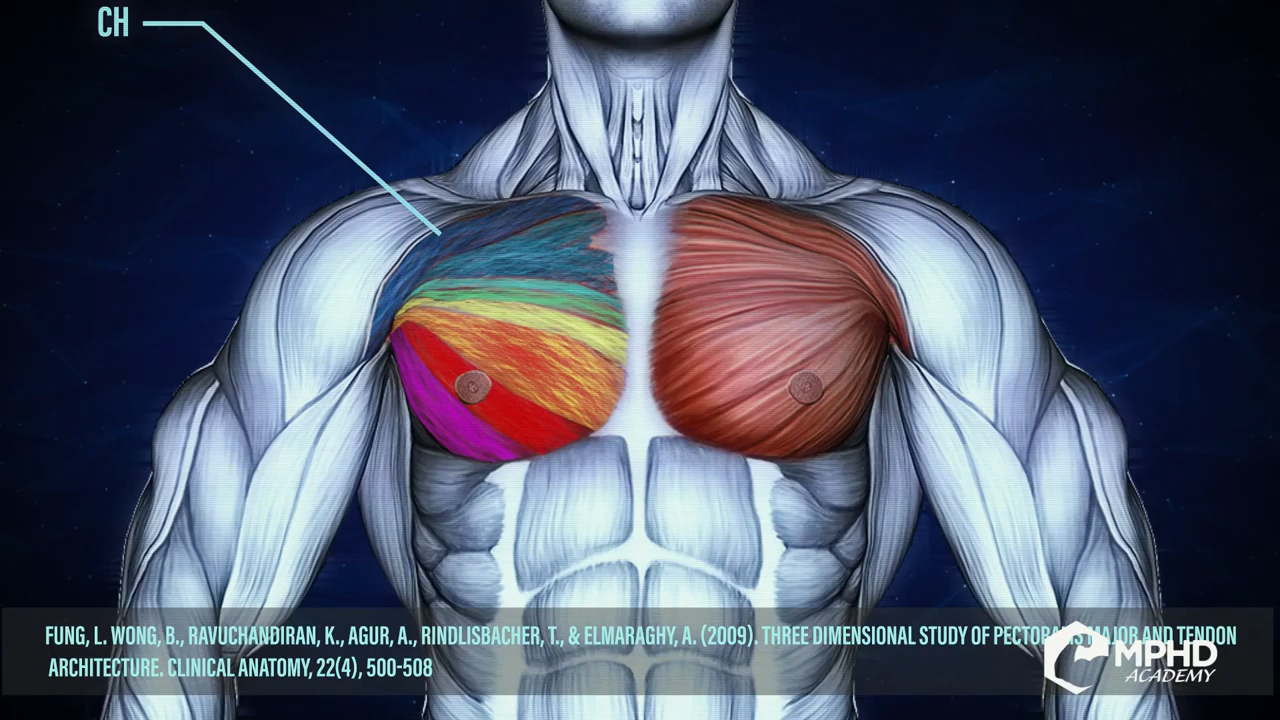 CH
FUNG, L. WONG, B., RAVUCHANDIRAN, K., AGUR, A., RINDLISBACHER, T., & ELMARAGHY, A. (2009). THREE DIMENSIONAL STUDY OF PECTORALIS MAJOR AND TENDON
ARCHITECTURE. CLINICAL ANATOMY, 22(4), 500-508
MPHD
ACADEMY